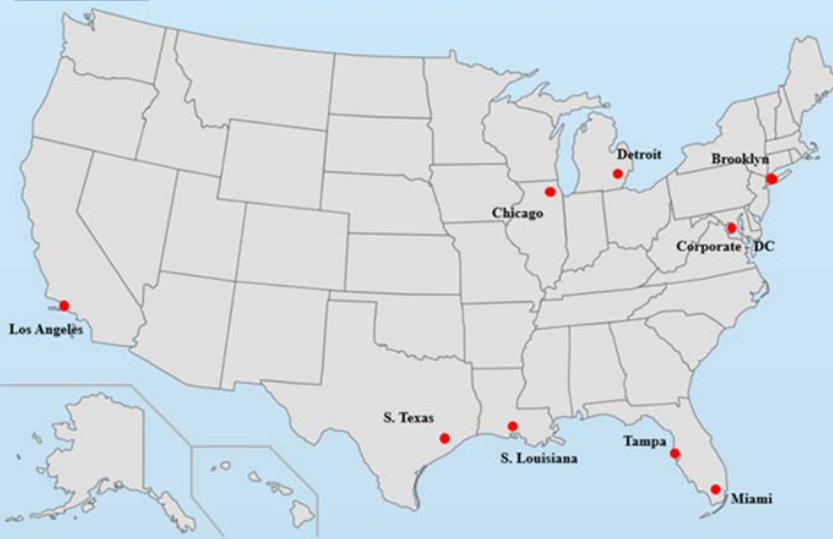 Detroit
Brooklyn
Chicago
Corporate - DC
Los Angeles
S. Texas
Tampa
S. Louisiana
Miami